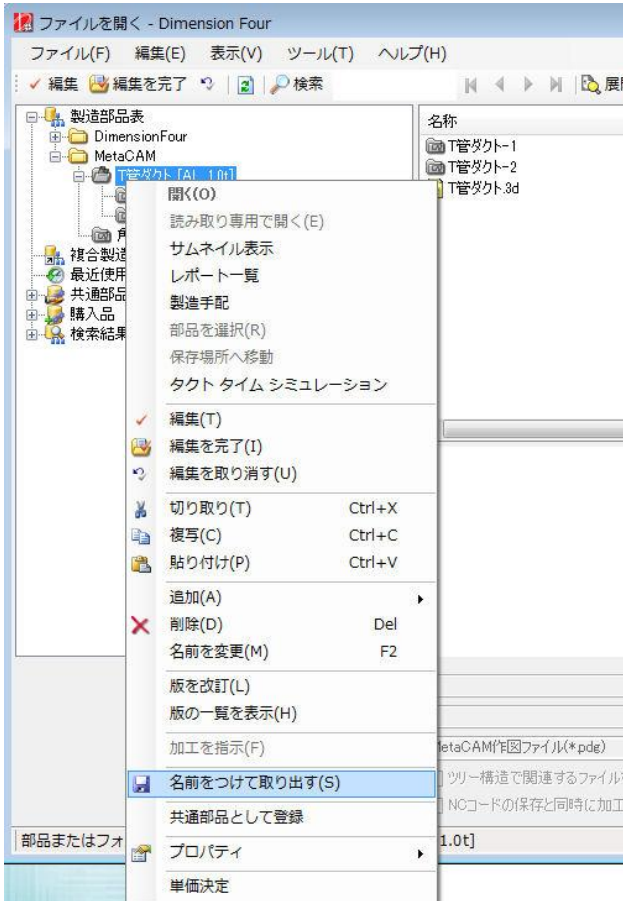 ファイルを開く - Dimension Four
ファイル(F) 編集(E) 表示(V) ツール(T) ヘルプ(H)
編集 編集を完了 検索 展開
製造部品表
DimensionFour
MetaCAM
T管ダクト [AL 1.0t]
複合製造
最近使用
共通部品
購入品
検索結果
名称
T管ダクト-1
T管ダクト-2
T管ダクト.3d
開く(O)
読み取り専用で開く(E)
サムネイル表示
レポート一覧
製造手配
部品を選択(R)
保存場所へ移動
タクト タイム シミュレーション
編集(T)
編集を完了(I)
編集を取り消す(U)
切り取り(T) Ctrl+X
複写(C) Ctrl+C
貼り付け(P) Ctrl+V
追加(A)
削除(D) Del
名前を変更(M) F2
版を改訂(L)
版の一覧を表示(H)
加工を指示(F)
名前をつけて取り出す(S)
共通部品として登録
プロパティ
単価決定
MetaCAM作図ファイル(*.pdg)
ツリー構造で関連するファイルを
NCコードの保存と同時に加工
部品またはフォ 1.0t]